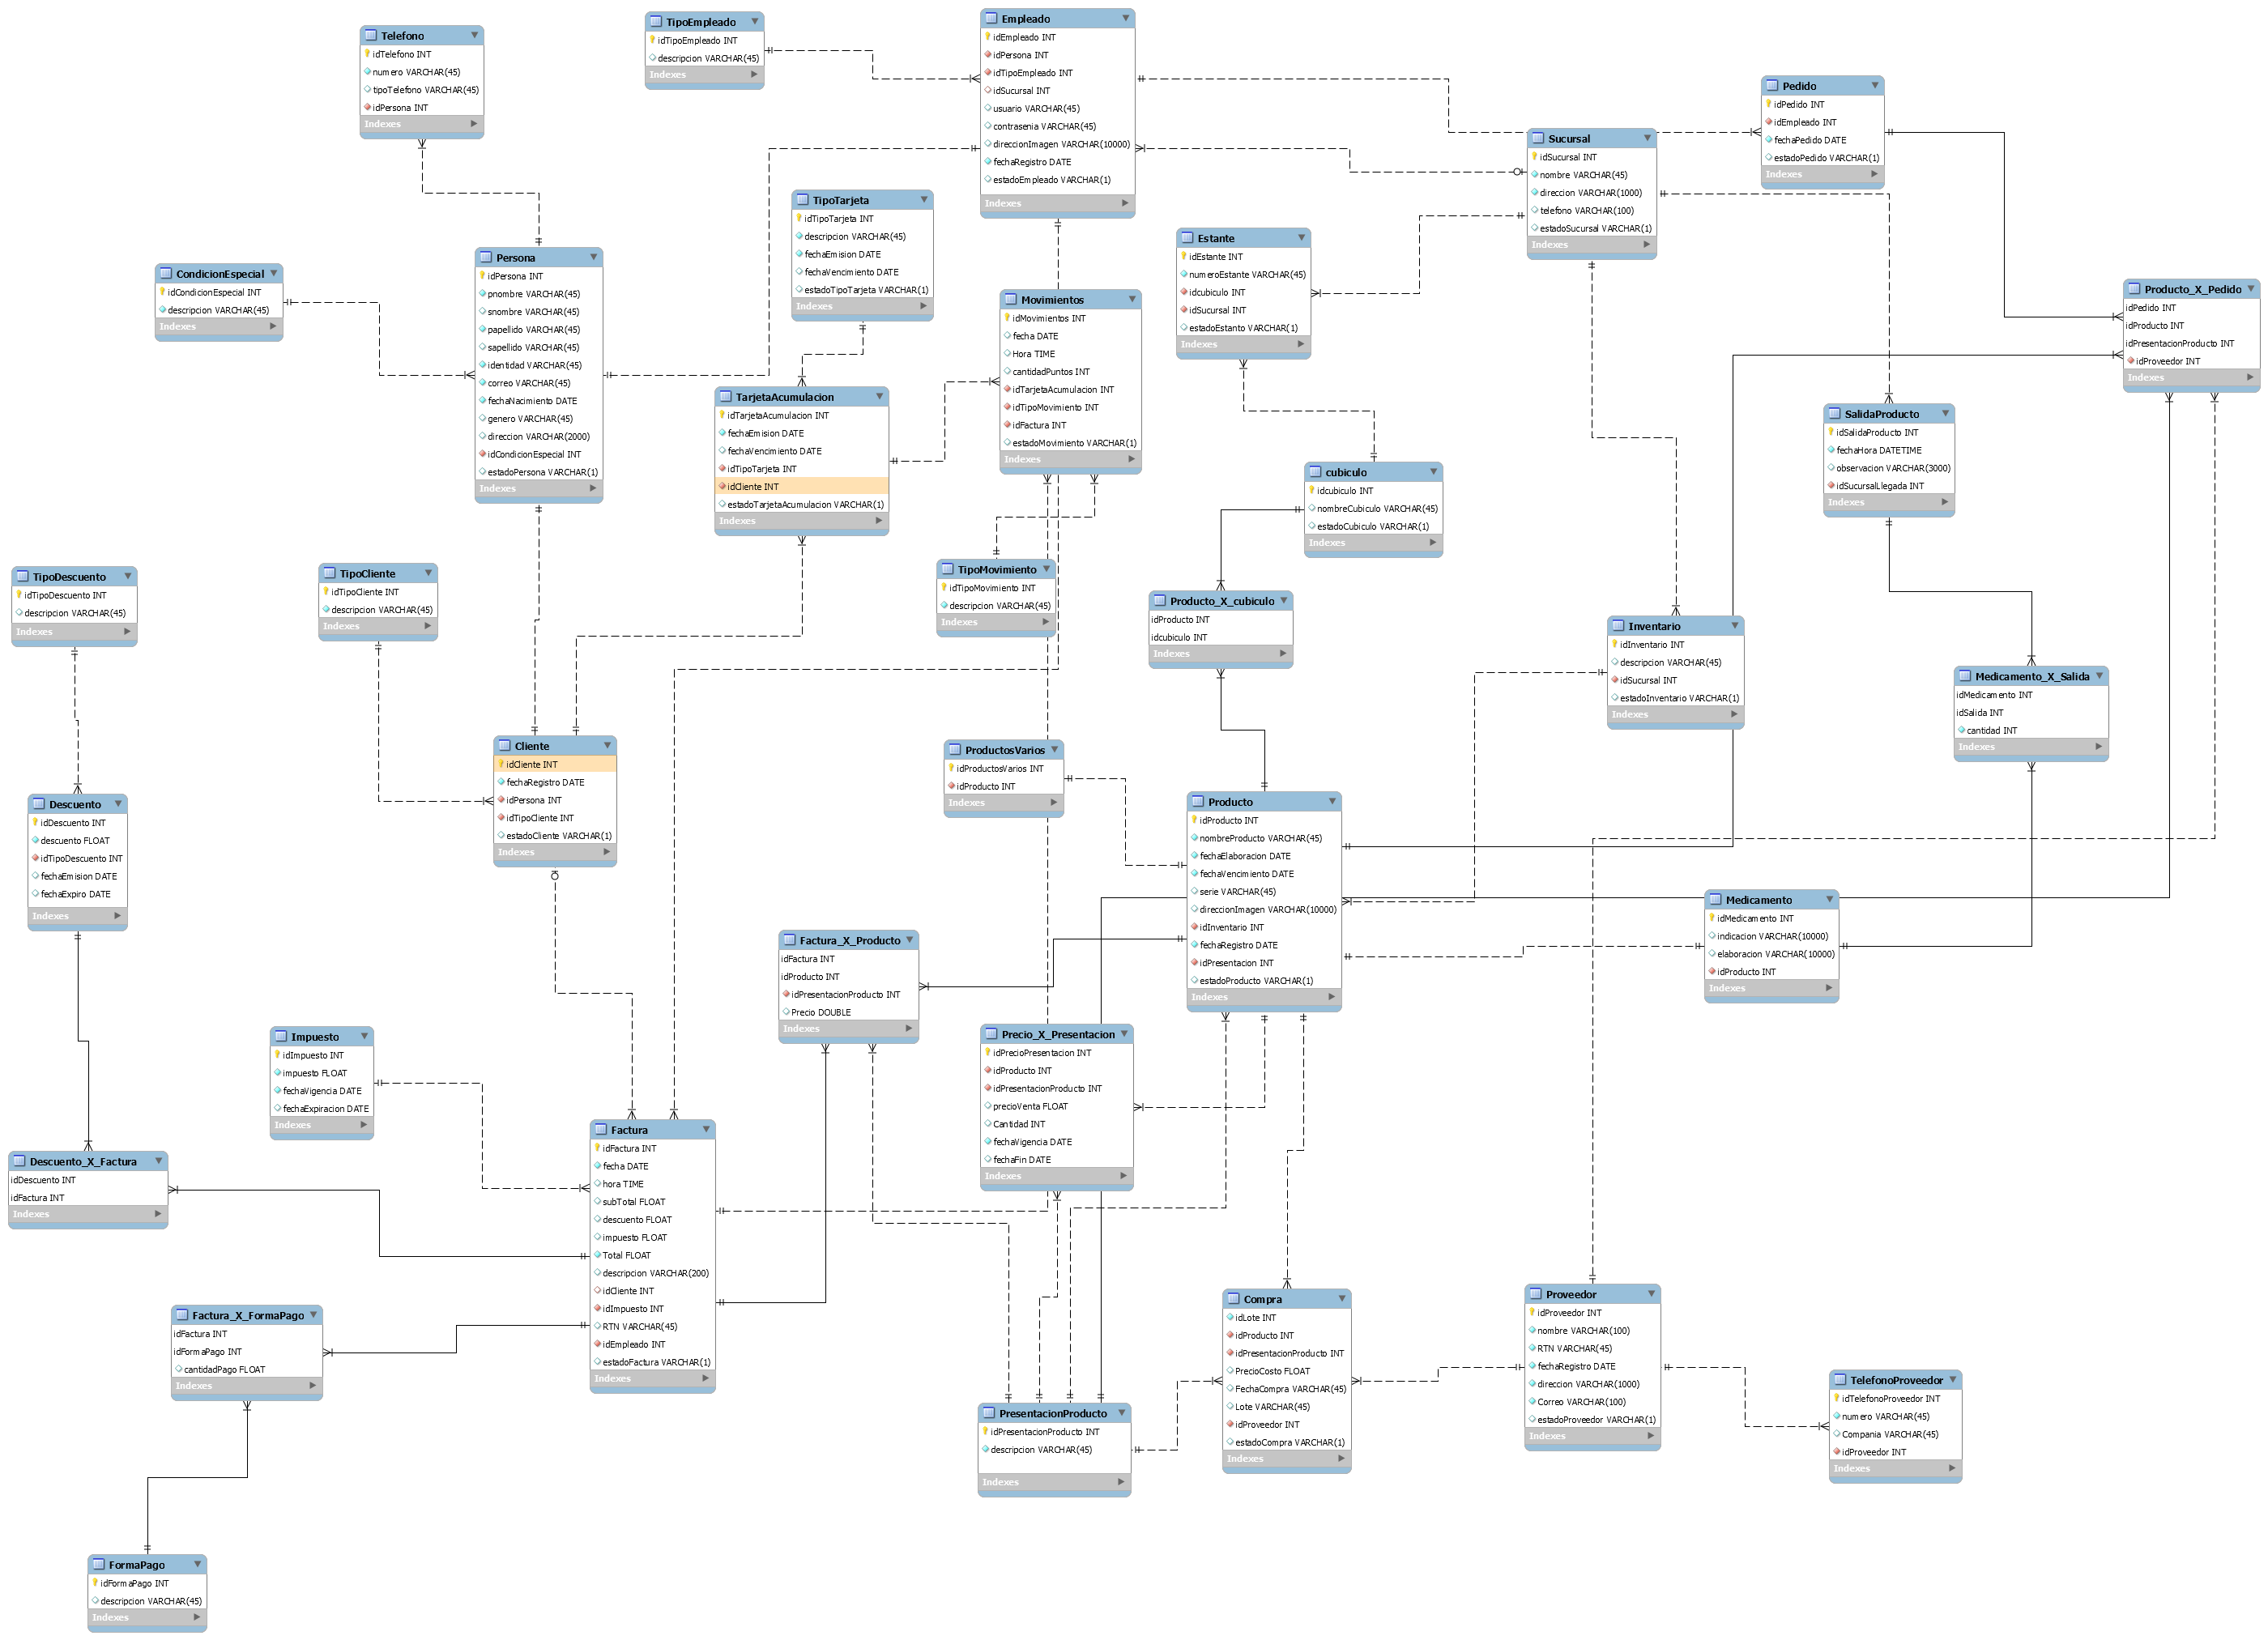 Telefono
idTelefono INT
numero VARCHAR(45)
tipoTelefono VARCHAR(45)
idPersona INT
Indexes
TipoEmpleado
idTipoEmpleado INT
descripcion VARCHAR(45)
Indexes
Empleado
idEmpleado INT
idPersona INT
idTipoEmpleado INT
idSucursal INT
usuario VARCHAR(45)
contrasenia VARCHAR(45)
direccionImagen VARCHAR(10000)
fechaRegistro DATE
estadoEmpleado VARCHAR(1)
Indexes
Pedido
idPedido INT
idEmpleado INT
fechaPedido DATE
estadoPedido VARCHAR(1)
Indexes
Sucursal
idSucursal INT
nombre VARCHAR(45)
direccion VARCHAR(1000)
telefono VARCHAR(100)
estadoSucursal VARCHAR(1)
Indexes
TipoTarjeta
idTipoTarjeta INT
descripcion VARCHAR(45)
fechaEmision DATE
fechaVencimiento DATE
estadoTipoTarjeta VARCHAR(1)
Indexes
Estante
idEstante INT
numeroEstante VARCHAR(45)
idcubiculo INT
idSucursal INT
estadoEstanto VARCHAR(1)
Indexes
Persona
idPersona INT
pnombre VARCHAR(45)
snombre VARCHAR(45)
papellido VARCHAR(45)
sapellido VARCHAR(45)
identidad VARCHAR(45)
correo VARCHAR(45)
fechaNacimiento DATE
genero VARCHAR(45)
direccion VARCHAR(2000)
idCondicionEspecial INT
estadoPersona VARCHAR(1)
Indexes
CondicionEspecial
idCondicionEspecial INT
descripcion VARCHAR(45)
Indexes
Movimientos
idMovimientos INT
fecha DATE
Hora TIME
cantidadPuntos INT
idTarjetaAcumulacion INT
idTipoMovimiento INT
idFactura INT
estadoMovimiento VARCHAR(1)
Indexes
Producto_X_Pedido
idPedido INT
idProducto INT
idPresentacionProducto INT
idProveedor INT
Indexes
TarjetaAcumulacion
idTarjetaAcumulacion INT
fechaEmision DATE
fechaVencimiento DATE
idTipoTarjeta INT
idCliente INT
estadoTarjetaAcumulacion VARCHAR(1)
Indexes
SalidaProducto
idSalidaProducto INT
fechaHora DATETIME
observacion VARCHAR(3000)
idSucursalLlegada INT
Indexes
cubiculo
idcubiculo INT
nombreCubiculo VARCHAR(45)
estadoCubiculo VARCHAR(1)
Indexes
TipoDescuento
idTipoDescuento INT
descripcion VARCHAR(45)
Indexes
TipoCliente
idTipoCliente INT
descripcion VARCHAR(45)
Indexes
TipoMovimiento
idTipoMovimiento INT
descripcion VARCHAR(45)
Indexes
Producto_X_cubiculo
idProducto INT
idcubiculo INT
Indexes
Inventario
idInventario INT
descripcion VARCHAR(45)
idSucursal INT
estadoInventario VARCHAR(1)
Indexes
Medicamento_X_Salida
idMedicamento INT
idSalida INT
cantidad INT
Indexes
Cliente
idCliente INT
fechaRegistro DATE
idPersona INT
idTipoCliente INT
estadoCliente VARCHAR(1)
Indexes
ProductosVarios
idProductosVarios INT
idProducto INT
Indexes
Descuento
idDescuento INT
descuento FLOAT
idTipoDescuento INT
fechaEmision DATE
fechaExpiro DATE
Indexes
Producto
idProducto INT
nombreProducto VARCHAR(45)
fechaElaboracion DATE
fechaVencimiento DATE
serie VARCHAR(45)
direccionImagen VARCHAR(10000)
idInventario INT
fechaRegistro DATE
idPresentacion INT
estadoProducto VARCHAR(1)
Indexes
Medicamento
idMedicamento INT
indicacion VARCHAR(10000)
elaboracion VARCHAR(10000)
idProducto INT
Indexes
Factura_X_Producto
idFactura INT
idProducto INT
idPresentacionProducto INT
Precio DOUBLE
Indexes
Impuesto
idImpuesto INT
impuesto FLOAT
fechaVigencia DATE
fechaExpiracion DATE
Indexes
Precio_X_Presentacion
idPrecioPresentacion INT
idProducto INT
idPresentacionProducto INT
precioVenta FLOAT
Cantidad INT
fechaVigencia DATE
fechaFin DATE
Indexes
Factura
idFactura INT
fecha DATE
hora TIME
subTotal FLOAT
descuento FLOAT
impuesto FLOAT
Total FLOAT
descripcion VARCHAR(200)
idCliente INT
idImpuesto INT
RTN VARCHAR(45)
idEmpleado INT
estadoFactura VARCHAR(1)
Indexes
Descuento_X_Factura
idDescuento INT
idFactura INT
Indexes
Factura_X_FormaPago
idFactura INT
idFormaPago INT
cantidadPago FLOAT
Indexes
Compra
idLote INT
idProducto INT
idPresentacionProducto INT
PrecioCosto FLOAT
FechaCompra VARCHAR(45)
Lote VARCHAR(45)
idProveedor INT
estadoCompra VARCHAR(1)
Indexes
Proveedor
idProveedor INT
nombre VARCHAR(100)
RTN VARCHAR(45)
fechaRegistro DATE
direccion VARCHAR(1000)
Correo VARCHAR(100)
estadoProveedor VARCHAR(1)
Indexes
TelefonoProveedor
idTelefonoProveedor INT
numero VARCHAR(45)
Compania VARCHAR(45)
idProveedor INT
Indexes
PresentacionProducto
idPresentacionProducto INT
descripcion VARCHAR(45)
Indexes
FormaPago
idFormaPago INT
descripcion VARCHAR(45)
Indexes